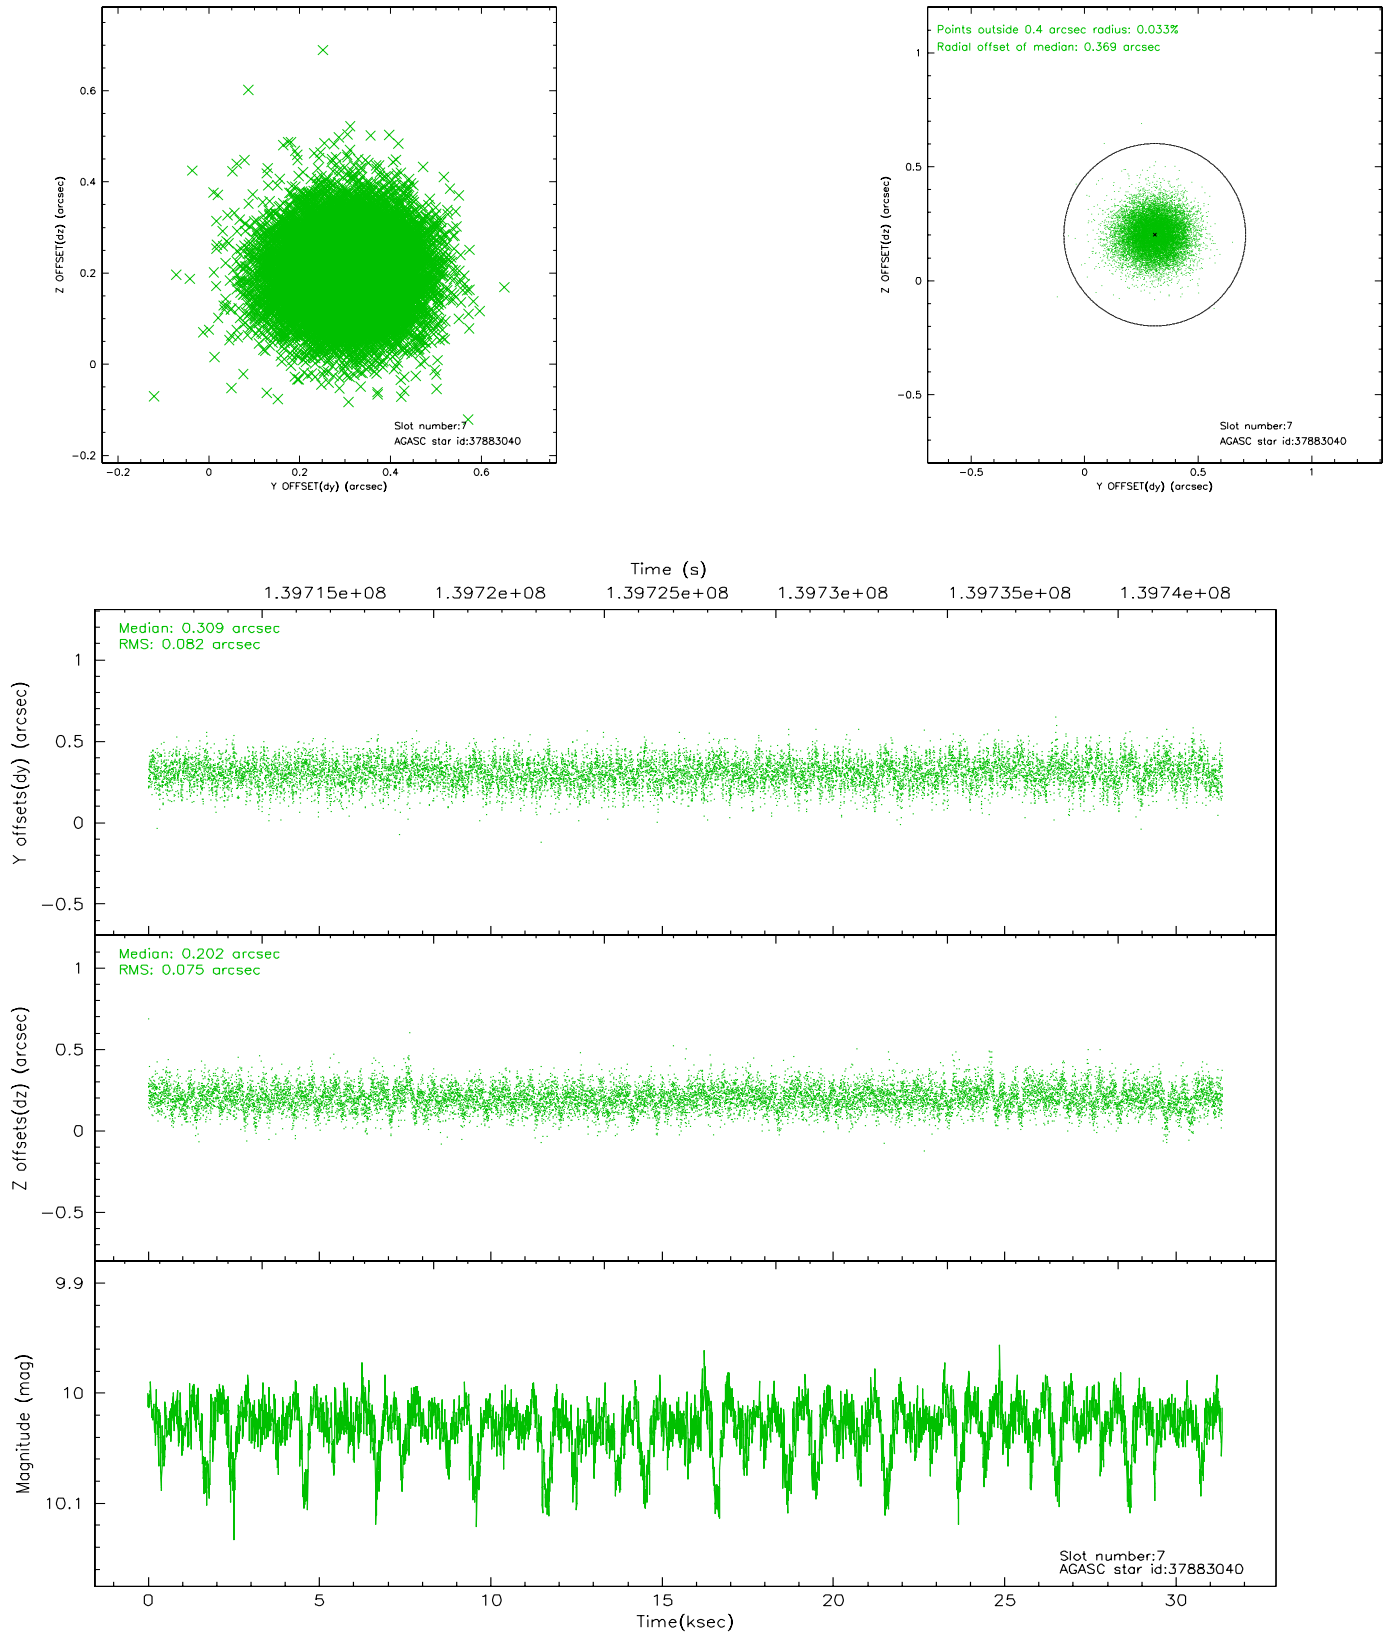 0.6
0.4
0.2
0
−0.2
Z OFFSET(dz) (arcsec)
Slot number:7
AGASC star id:37883040
−0.2 0 0.2 0.4 0.6
Y OFFSET(dy) (arcsec)
Points outside 0.4 arcsec radius: 0.033%
Radial offset of median: 0.369 arcsec
1
0.5
0
−0.5
Z OFFSET(dz) (arcsec)
Slot number:7
AGASC star id:37883040
−0.5 0 0.5 1
Y OFFSET(dy) (arcsec)
Time (s)
1.39715e+08 1.3972e+08 1.39725e+08 1.3973e+08 1.39735e+08 1.3974e+08
Median: 0.309 arcsec
RMS: 0.082 arcsec
1
0.5
0
−0.5
Y offsets(dy) (arcsec)
Median: 0.202 arcsec
RMS: 0.075 arcsec
1
0.5
0
−0.5
Z offsets(dz) (arcsec)
9.9
10
10.1
Magnitude (mag)
Slot number:7
AGASC star id:37883040
0 5 10 15 20 25 30
Time(ksec)